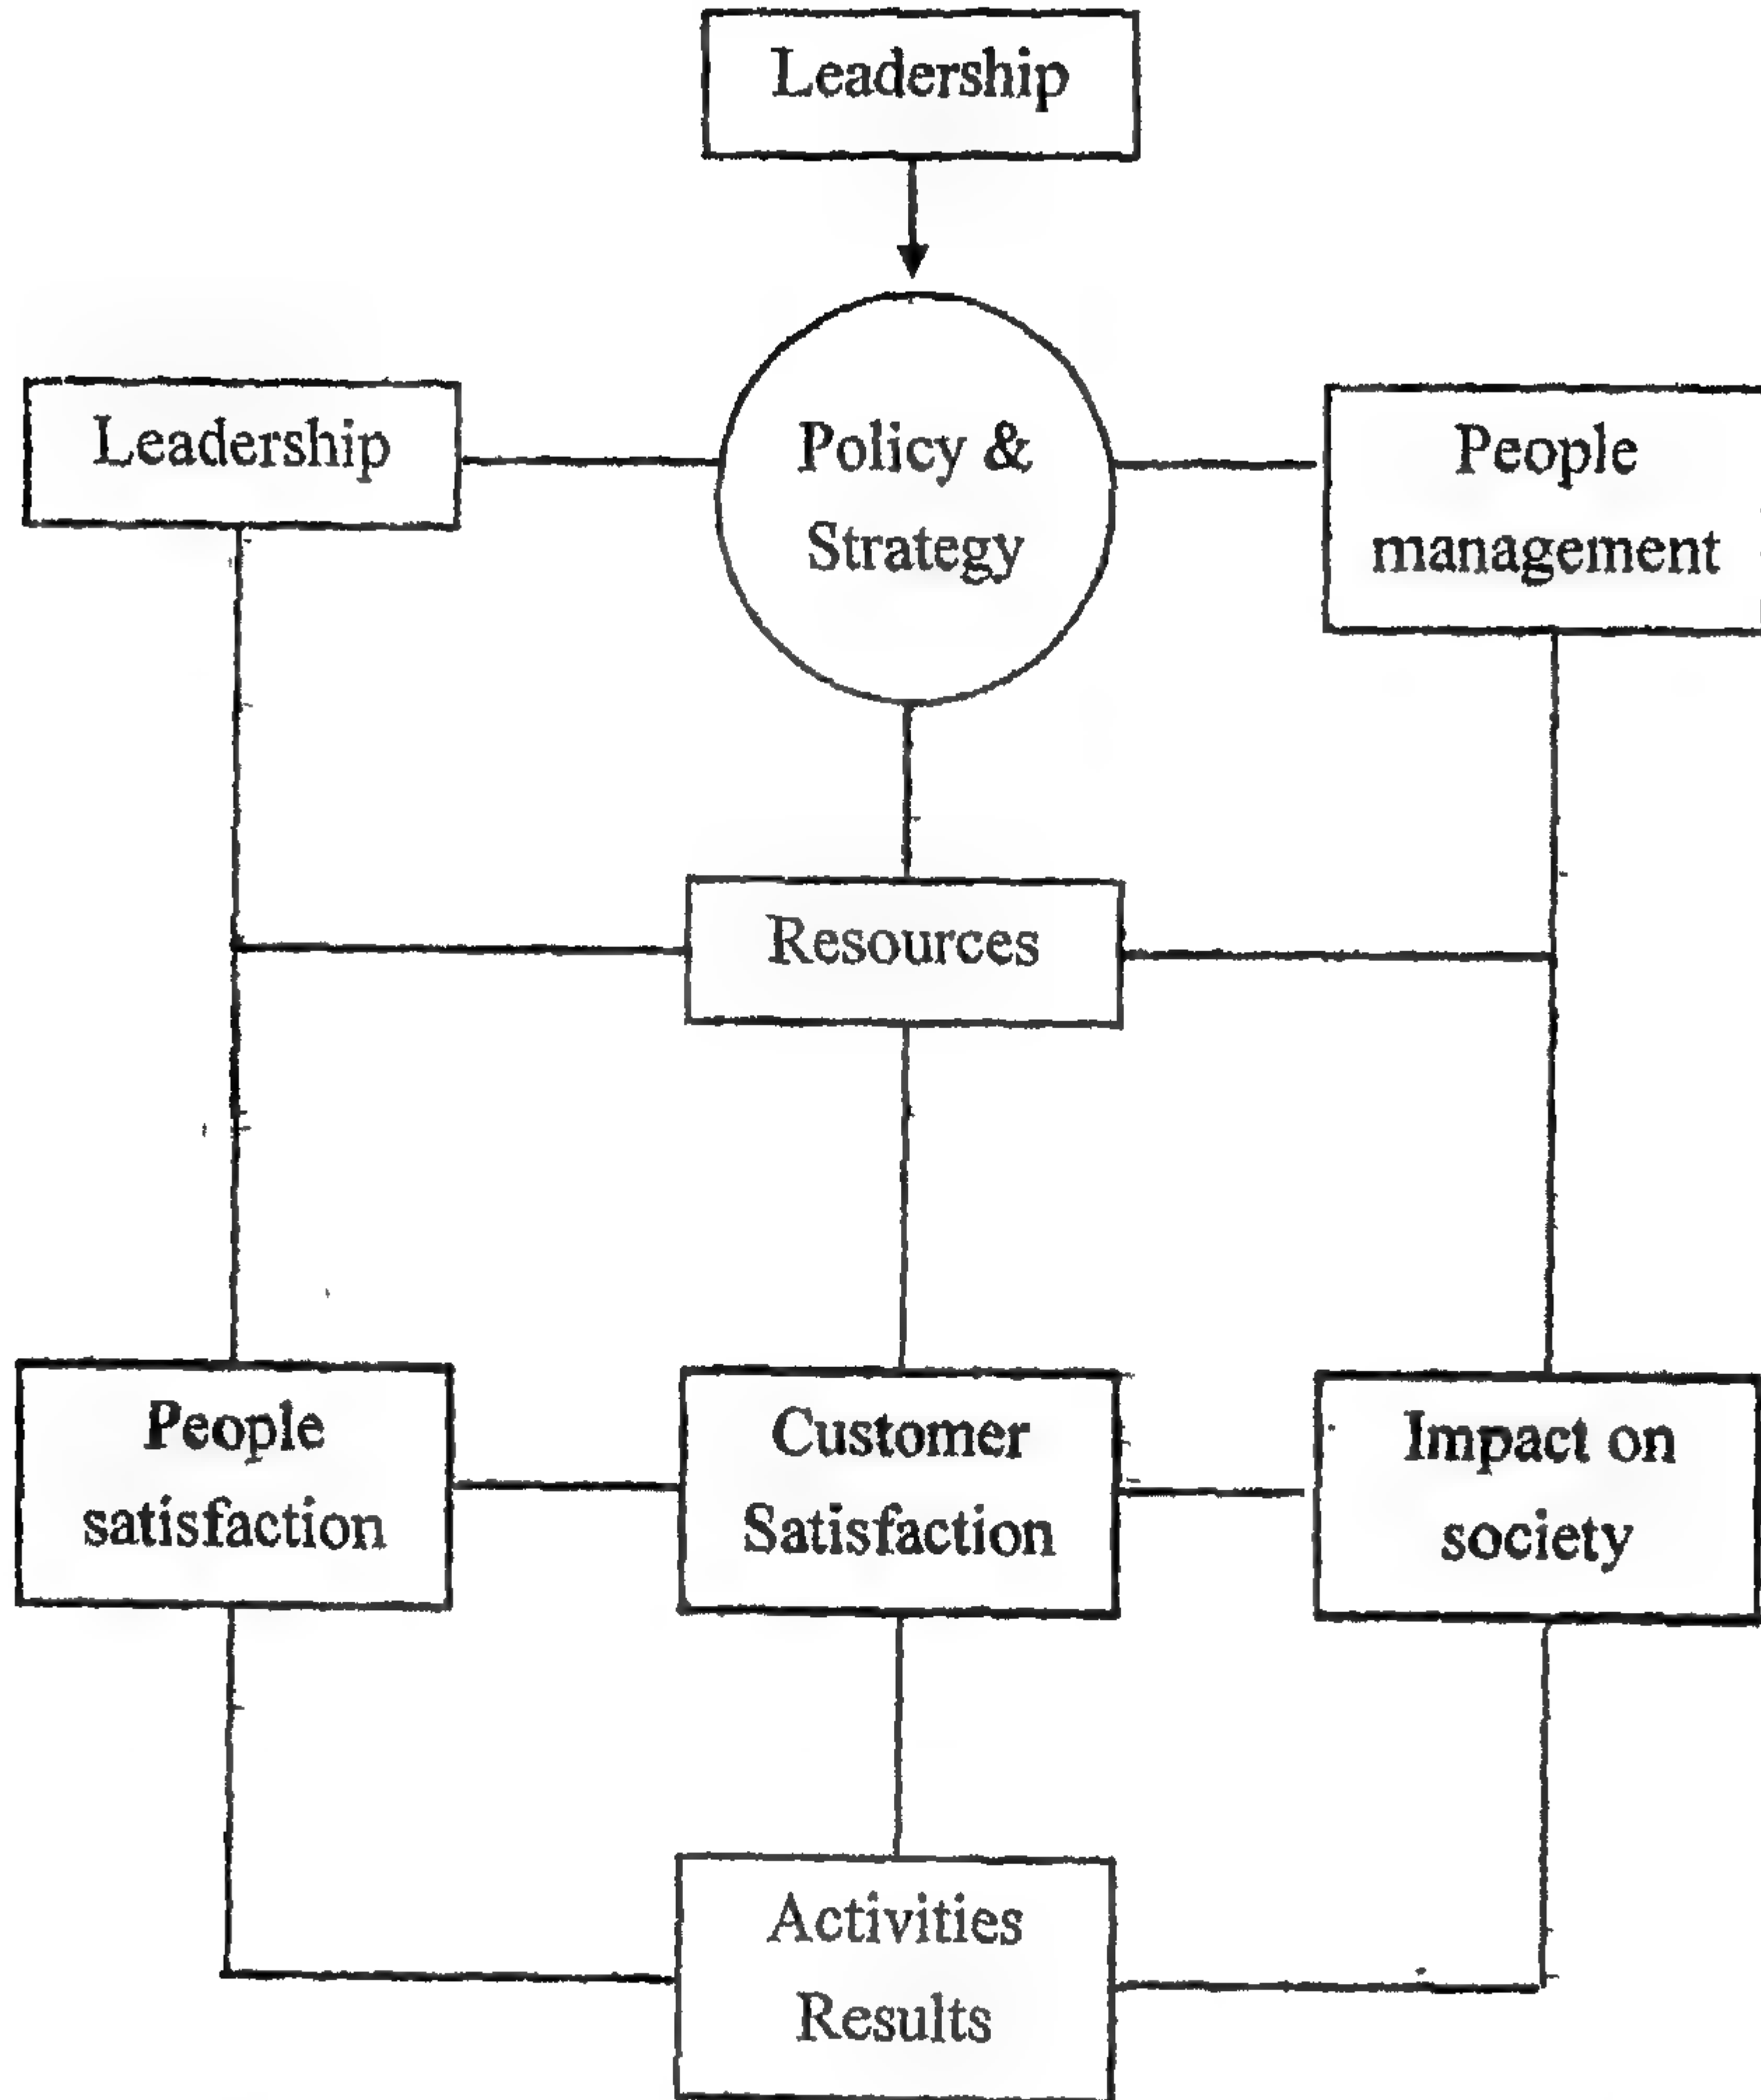 Leadership
Leadership
Policy &
Strategy
People
management
Resources
People
satisfaction
Customer
Satisfaction
Impact on
society
Activities
Results